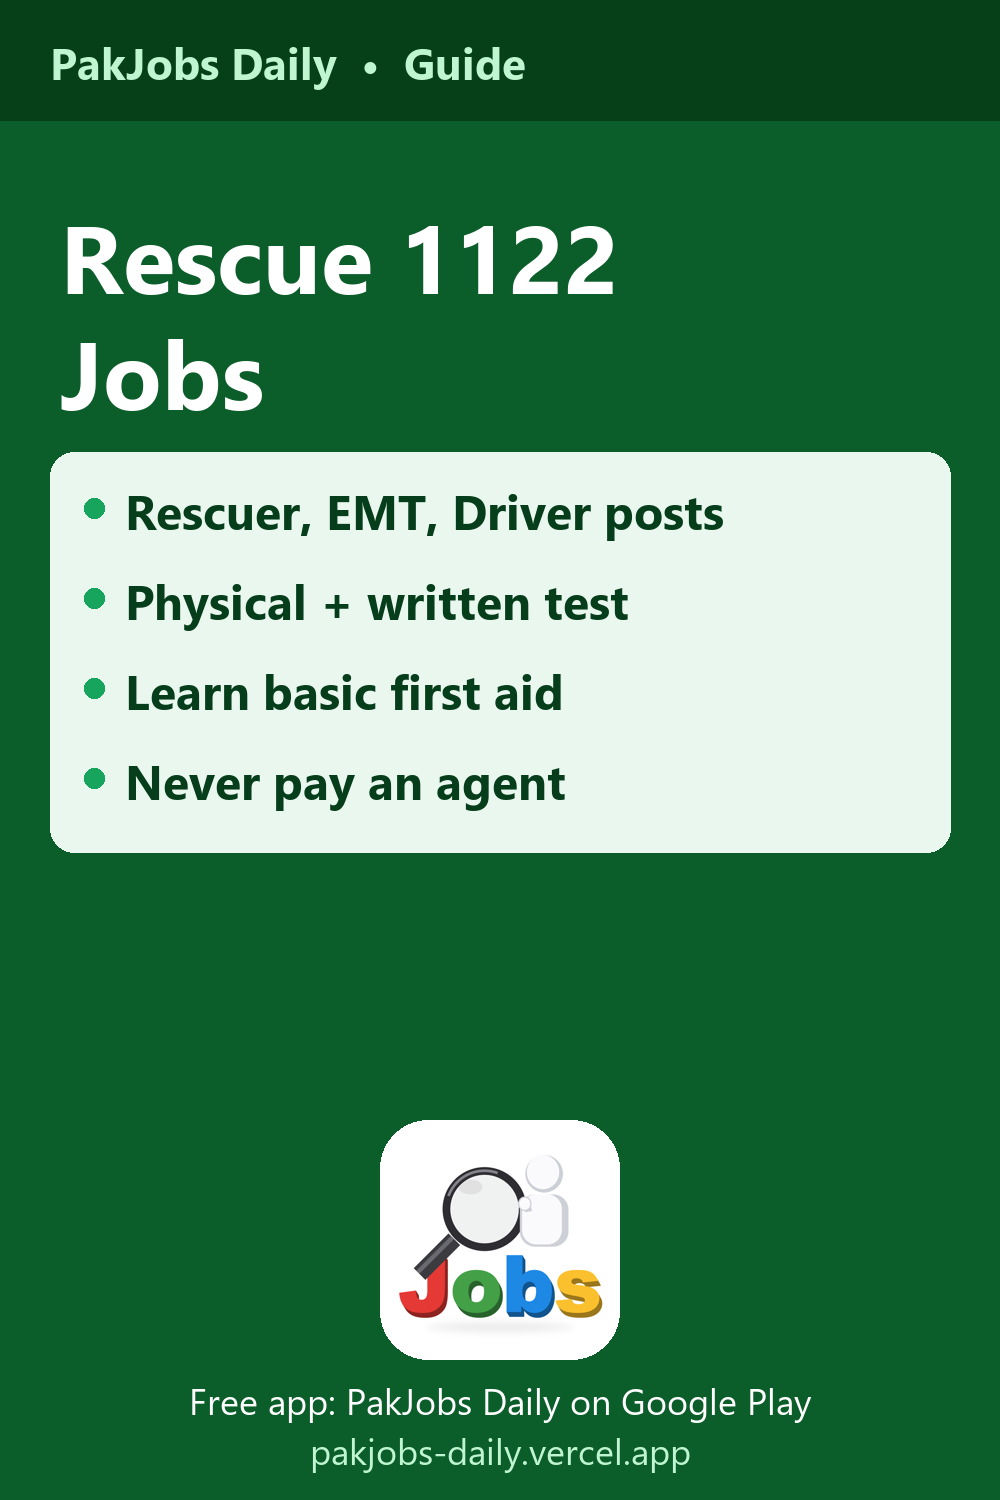 PakJobs Daily • Guide
Rescue 1122
Jobs
• Rescuer, EMT, Driver posts
• Physical + written test
• Learn basic first aid
• Never pay an agent
Jobs
Free app: PakJobs Daily on Google Play
pakjobs-daily.vercel.app